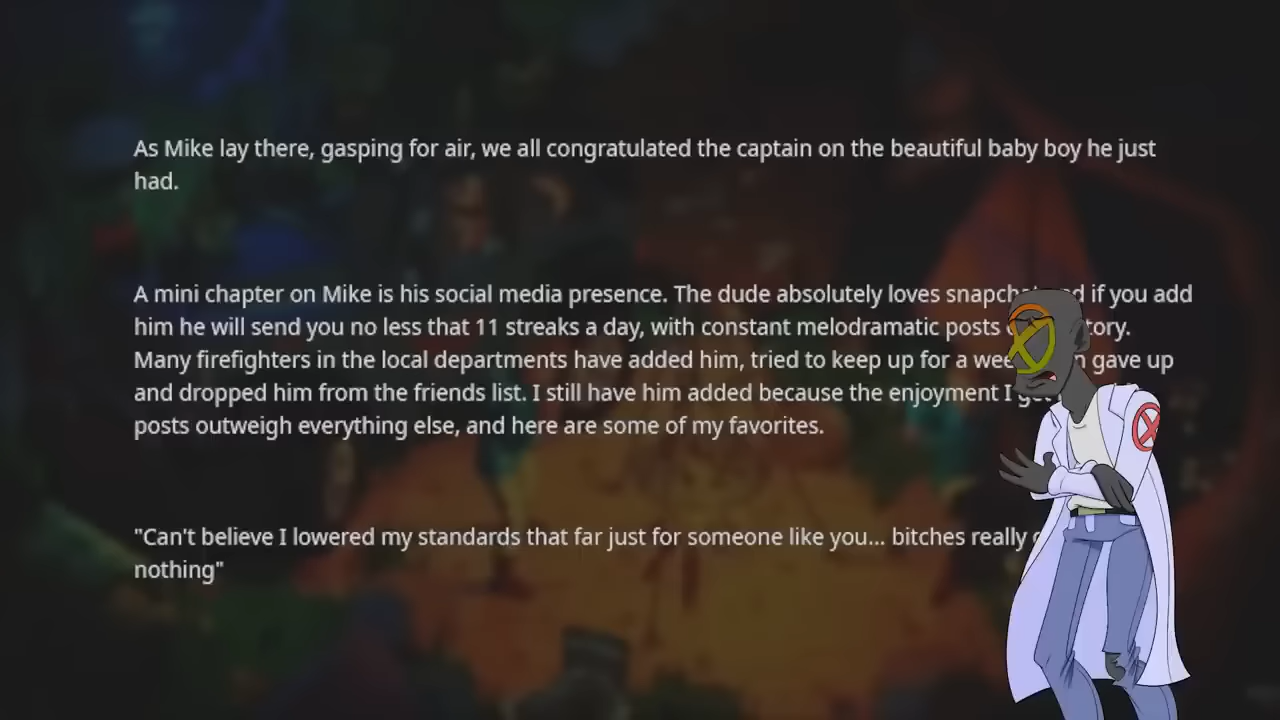 As Mike lay there, gasping for air, we all congratulated the captain on the beautiful baby boy he just
had.
A mini chapter on Mike is his social media presence. The dude absolutely loves if you add
him he will send you no less that 11 streaks a day, with constant melodramatic posts
Many firefighters in the local departments have added him, tried to keep up for a gave up
and dropped him from the friends list. I still have him added because the enjoyment I
posts outweigh everything else, and here are some of my favorites.
"Can't believe I lowered my standards that far just for someone like you... bitches really
nothing"